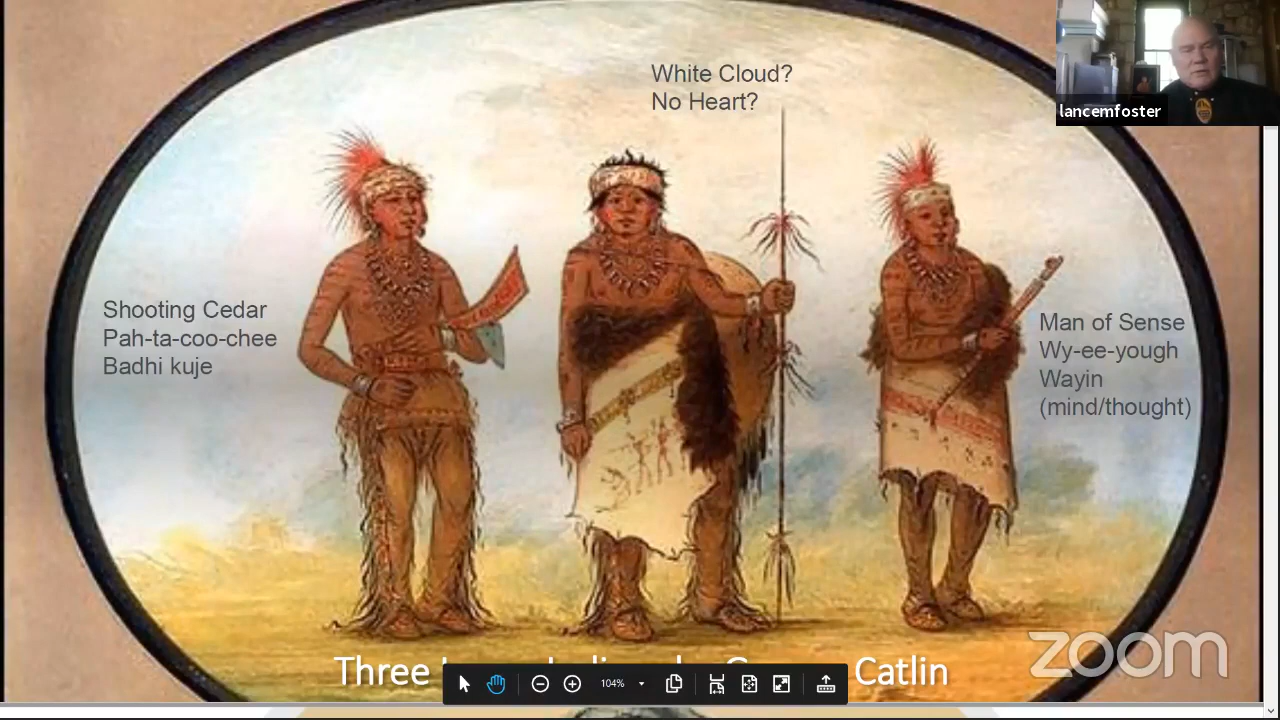 White Cloud?
No Heart?
lancemfoster
Shooting Cedar
Pah-ta-coo-chee
Badhi kuje
Man of Sense
Wy-ee-yough
Wayin
(mind/thought)
zoom
Three Catlin
104%